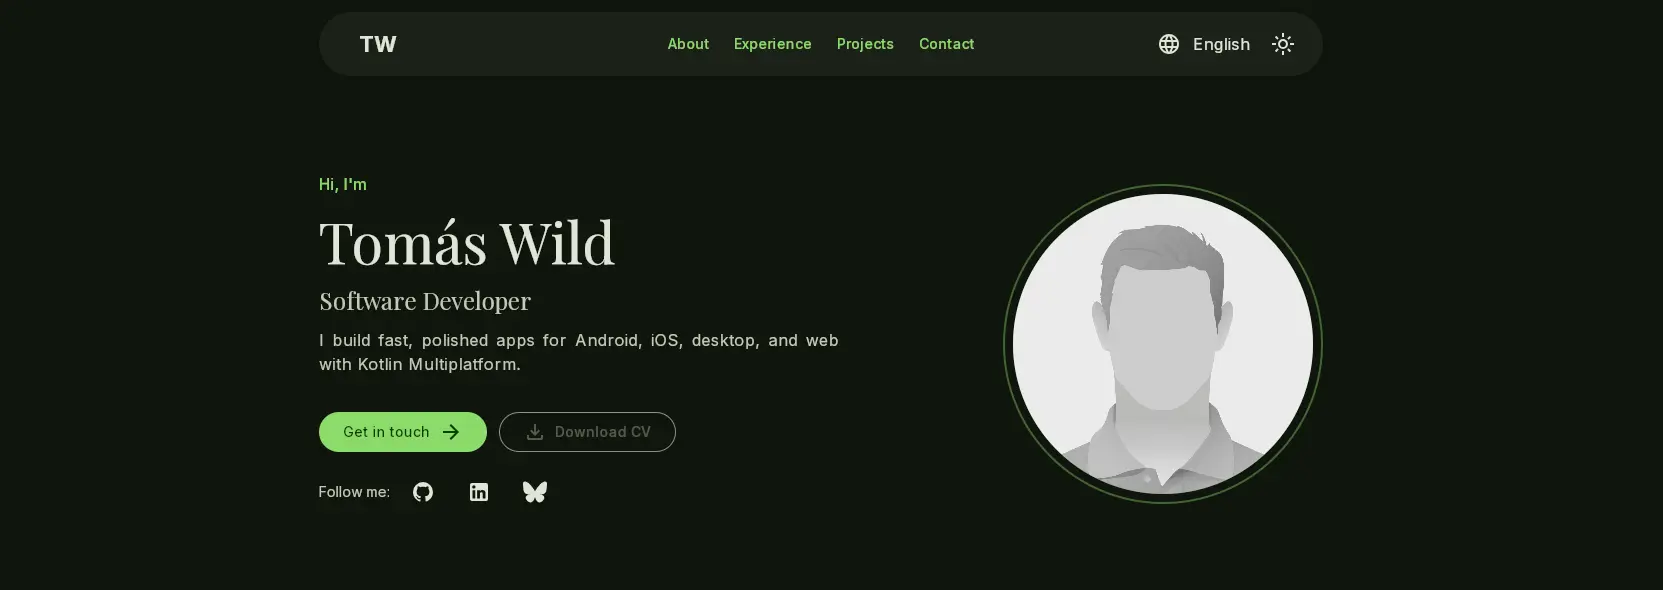 TW
About Experience Projects Contact
English
Hi, I'm
Tomás Wild
Software Developer
I build fast, polished apps for Android, iOS, desktop, and web
with Kotlin Multiplatform.
Get in touch
Download CV
Follow me: